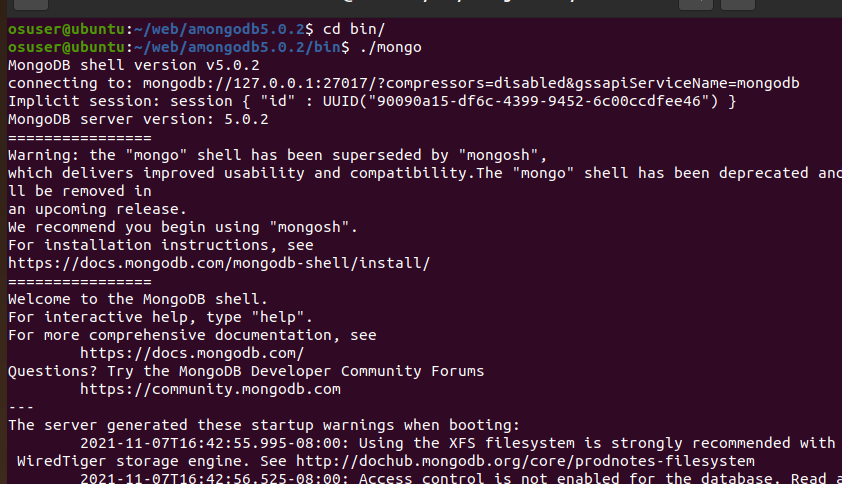 osuser@ubuntu:~/web/amongodb5.0.2$ cd bin/
osuser@ubuntu:~/web/amongodb5.0.2/bin$ ./mongo
MongoDB shell version v5.0.2
connecting to: mongodb://127.0.0.1:27017/?compressors=disabled&gssapiServiceName=mongodb
Implicit session: session { "id" : UUID("90090a15-df6c-4399-9452-6c00ccdfee46") }
MongoDB server version: 5.0.2
================
Warning: the "mongo" shell has been superseded by "mongosh",
which delivers improved usability and compatibility.The "mongo" shell has been deprecated and
ll be removed in
an upcoming release.
We recommend you begin using "mongosh".
For installation instructions, see
https://docs.mongodb.com/mongodb-shell/install/
================
Welcome to the MongoDB shell.
For interactive help, type "help".
For more comprehensive documentation, see
        https://docs.mongodb.com/
Questions? Try the MongoDB Developer Community Forums
        https://community.mongodb.com
---
The server generated these startup warnings when booting:
        2021-11-07T16:42:55.995-08:00: Using the XFS filesystem is strongly recommended with
 WiredTiger storage engine. See http://dochub.mongodb.org/core/prodnotes-filesystem
        2021-11-07T16:42:56.525-08:00: Access control is not enabled for the database. Read